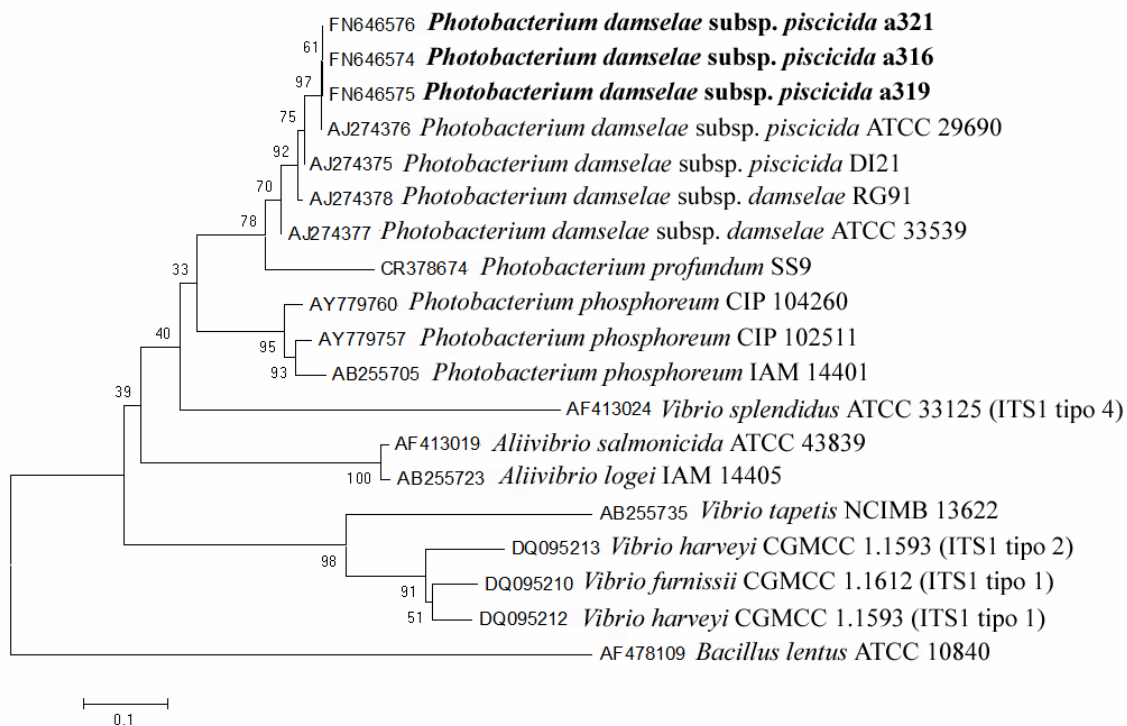 FN646576 Photobacterium damselae subsp. piscicida a321
61
FN646574 Photobacterium damselae subsp. piscicida a316
97
FN646575 Photobacterium damselae subsp. piscicida a319
75
AJ274376 Photobacterium damselae subsp. piscicida ATCC 29690
92
AJ274375 Photobacterium damselae subsp. piscicida DI21
70
AJ274378 Photobacterium damselae subsp. damselae RG91
78
AJ274377 Photobacterium damselae subsp. damselae ATCC 33539
33
CR378674 Photobacterium profundum SS9
AY779760 Photobacterium phosphoreum CIP 104260
40
AY779757 Photobacterium phosphoreum CIP 102511
95
93
AB255705 Photobacterium phosphoreum IAM 14401
39
AF413024 Vibrio splendidus ATCC 33125 (ITS1 tipo 4)
AF413019 Aliivibrio salmonicida ATCC 43839
100
AB255723 Aliivibrio logei IAM 14405
AB255735 Vibrio tapetis NCIMB 13622
98
DQ095213 Vibrio harveyi CGMCC 1.1593 (ITS1 tipo 2)
91
DQ095210 Vibrio furnissii CGMCC 1.1612 (ITS1 tipo 1)
51
DQ095212 Vibrio harveyi CGMCC 1.1593 (ITS1 tipo 1)
AF478109 Bacillus lentus ATCC 10840
0.1